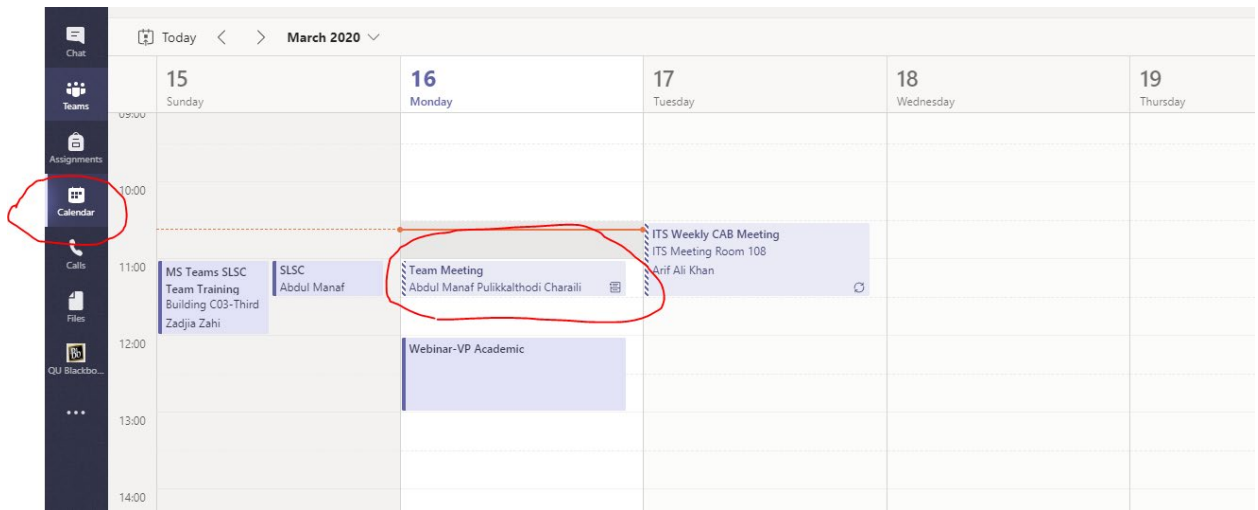 Chat
Teams
Assignments
Calendar
Calls
Files
Bb
QU Blackbo...
Today
March 2020
15
Sunday
16
Monday
17
Tuesday
18
Wednesday
19
Thursday
09:00
10:00
11:00
12:00
13:00
14:00
MS Teams SLSC
Team Training
Building C03-Third
Zadjia Zahi
SLSC
Abdul Manaf
Team Meeting
Abdul Manaf Pulikkalthodi Charaili
Webinar-VP Academic
ITS Weekly CAB Meeting
ITS Meeting Room 108
Arif Ali Khan